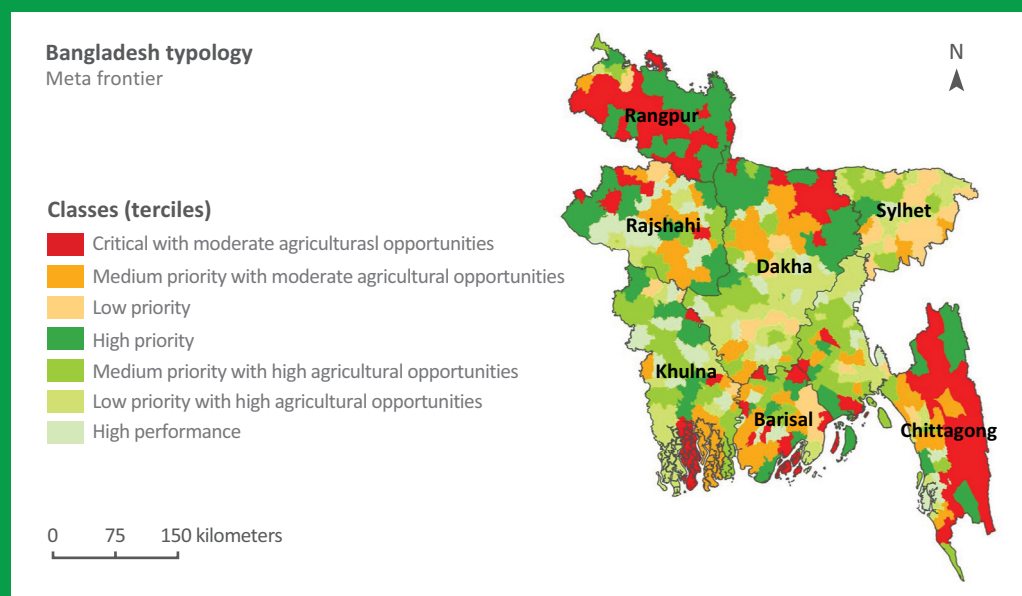 Bangladesh typology
Meta frontier
N
Classes (terciles)
Critical with moderate agriculturasl opportunities
Medium priority with moderate agricultural opportunities
Low priority
High priority
Medium priority with high agricultural opportunities
Low priority with high agricultural opportunities
High performance
0 75 150 kilometers
Rangpur
Rajshahi
Sylhet
Dakha
Khulna
Barisal
Chittagong